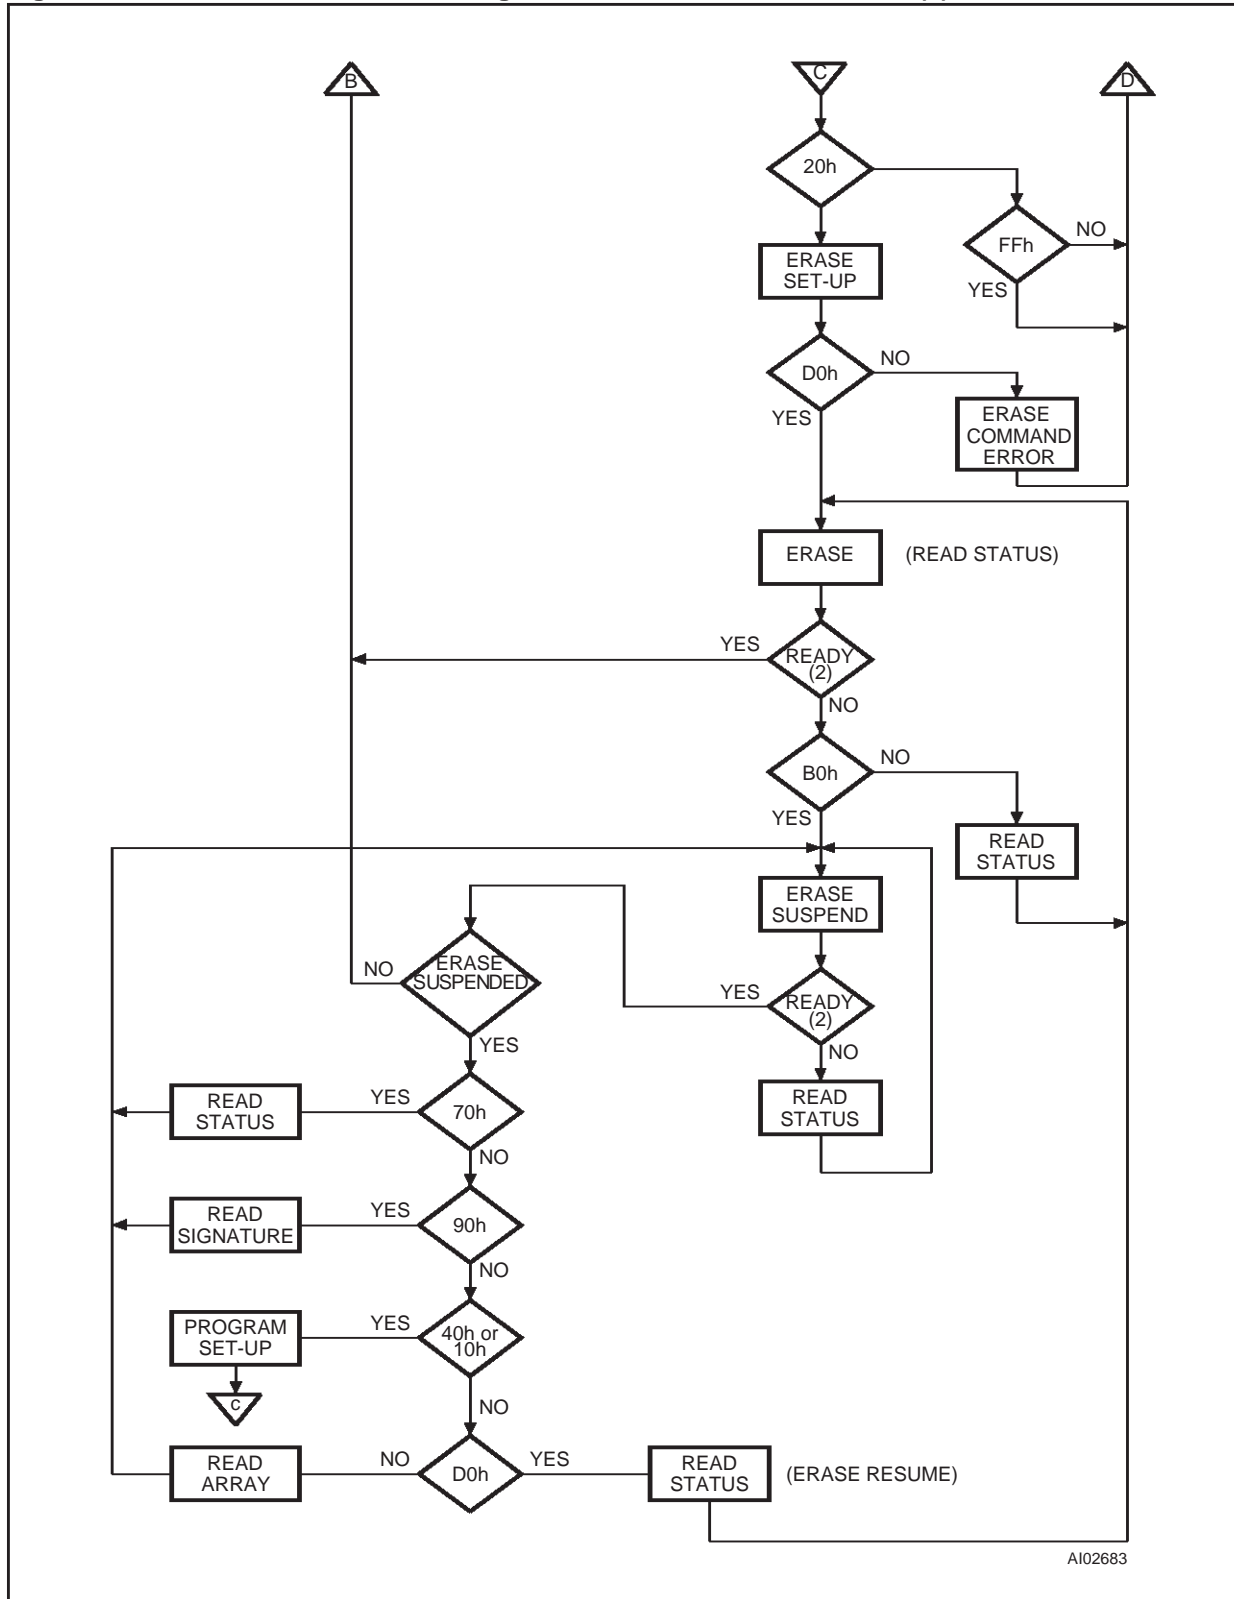 B
C
D
20h
FFh
NO
YES
ERASE
SET-UP
D0h
NO
YES
ERASE
COMMAND
ERROR
ERASE
(READ STATUS)
YES
READY
(2)
NO
B0h
NO
YES
READ
STATUS
ERASE
SUSPEND
ERASE
SUSPENDED
NO
YES
YES
READY
(2)
NO
READ
STATUS
READ
STATUS
YES
70h
NO
READ
SIGNATURE
YES
90h
NO
PROGRAM
SET-UP
YES
40h or
10h
NO
c
READ
ARRAY
NO
D0h
YES
READ
STATUS
(ERASE RESUME)
AI02683